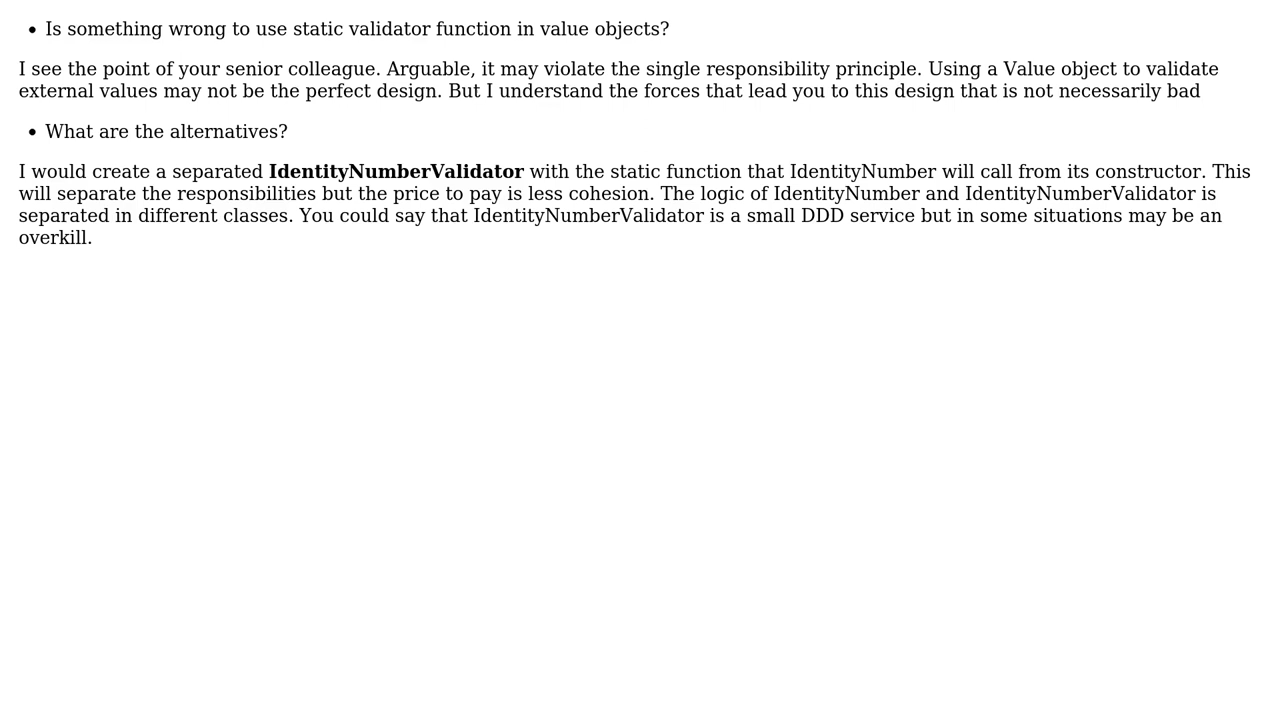 • Is something wrong to use static validator function in value objects?
I see the point of your senior colleague. Arguable, it may violate the single responsibility principle. Using a Value object to validate
external values may not be the perfect design. But I understand the forces that lead you to this design that is not necessarily bad
• What are the alternatives?
I would create a separated IdentityNumberValidator with the static function that IdentityNumber will call from its constructor. This
will separate the responsibilities but the price to pay is less cohesion. The logic of IdentityNumber and IdentityNumberValidator is
separated in different classes. You could say that IdentityNumberValidator is a small DDD service but in some situations may be an
overkill.